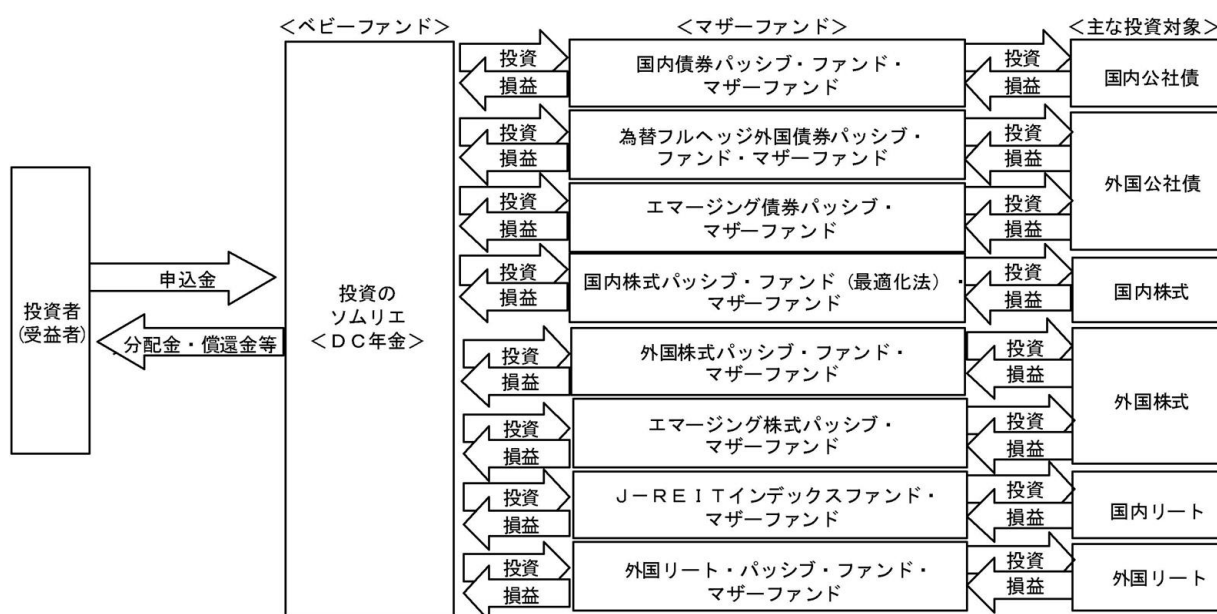 ＜ベビーファンド＞
＜マザーファンド＞
＜主な投資対象＞
投資者
(受益者)
申込金
分配金・償還金等
投資の
ソムリエ
＜ＤＣ年金＞
投資
損益
国内債券パッシブ・ファンド・
マザーファンド
投資
損益
国内公社債
投資
損益
為替フルヘッジ外国債券パッシブ・
ファンド・マザーファンド
投資
損益
外国公社債
投資
損益
エマージング債券パッシブ・
マザーファンド
投資
損益
投資
損益
国内株式パッシブ・ファンド（最適化法）・
マザーファンド
投資
損益
国内株式
投資
損益
外国株式パッシブ・ファンド・
マザーファンド
投資
損益
外国株式
投資
損益
エマージング株式パッシブ・
マザーファンド
投資
損益
投資
損益
Ｊ－ＲＥＩＴインデックスファンド・
マザーファンド
投資
損益
国内リート
投資
損益
外国リート・パッシブ・ファンド・
マザーファンド
投資
損益
外国リート